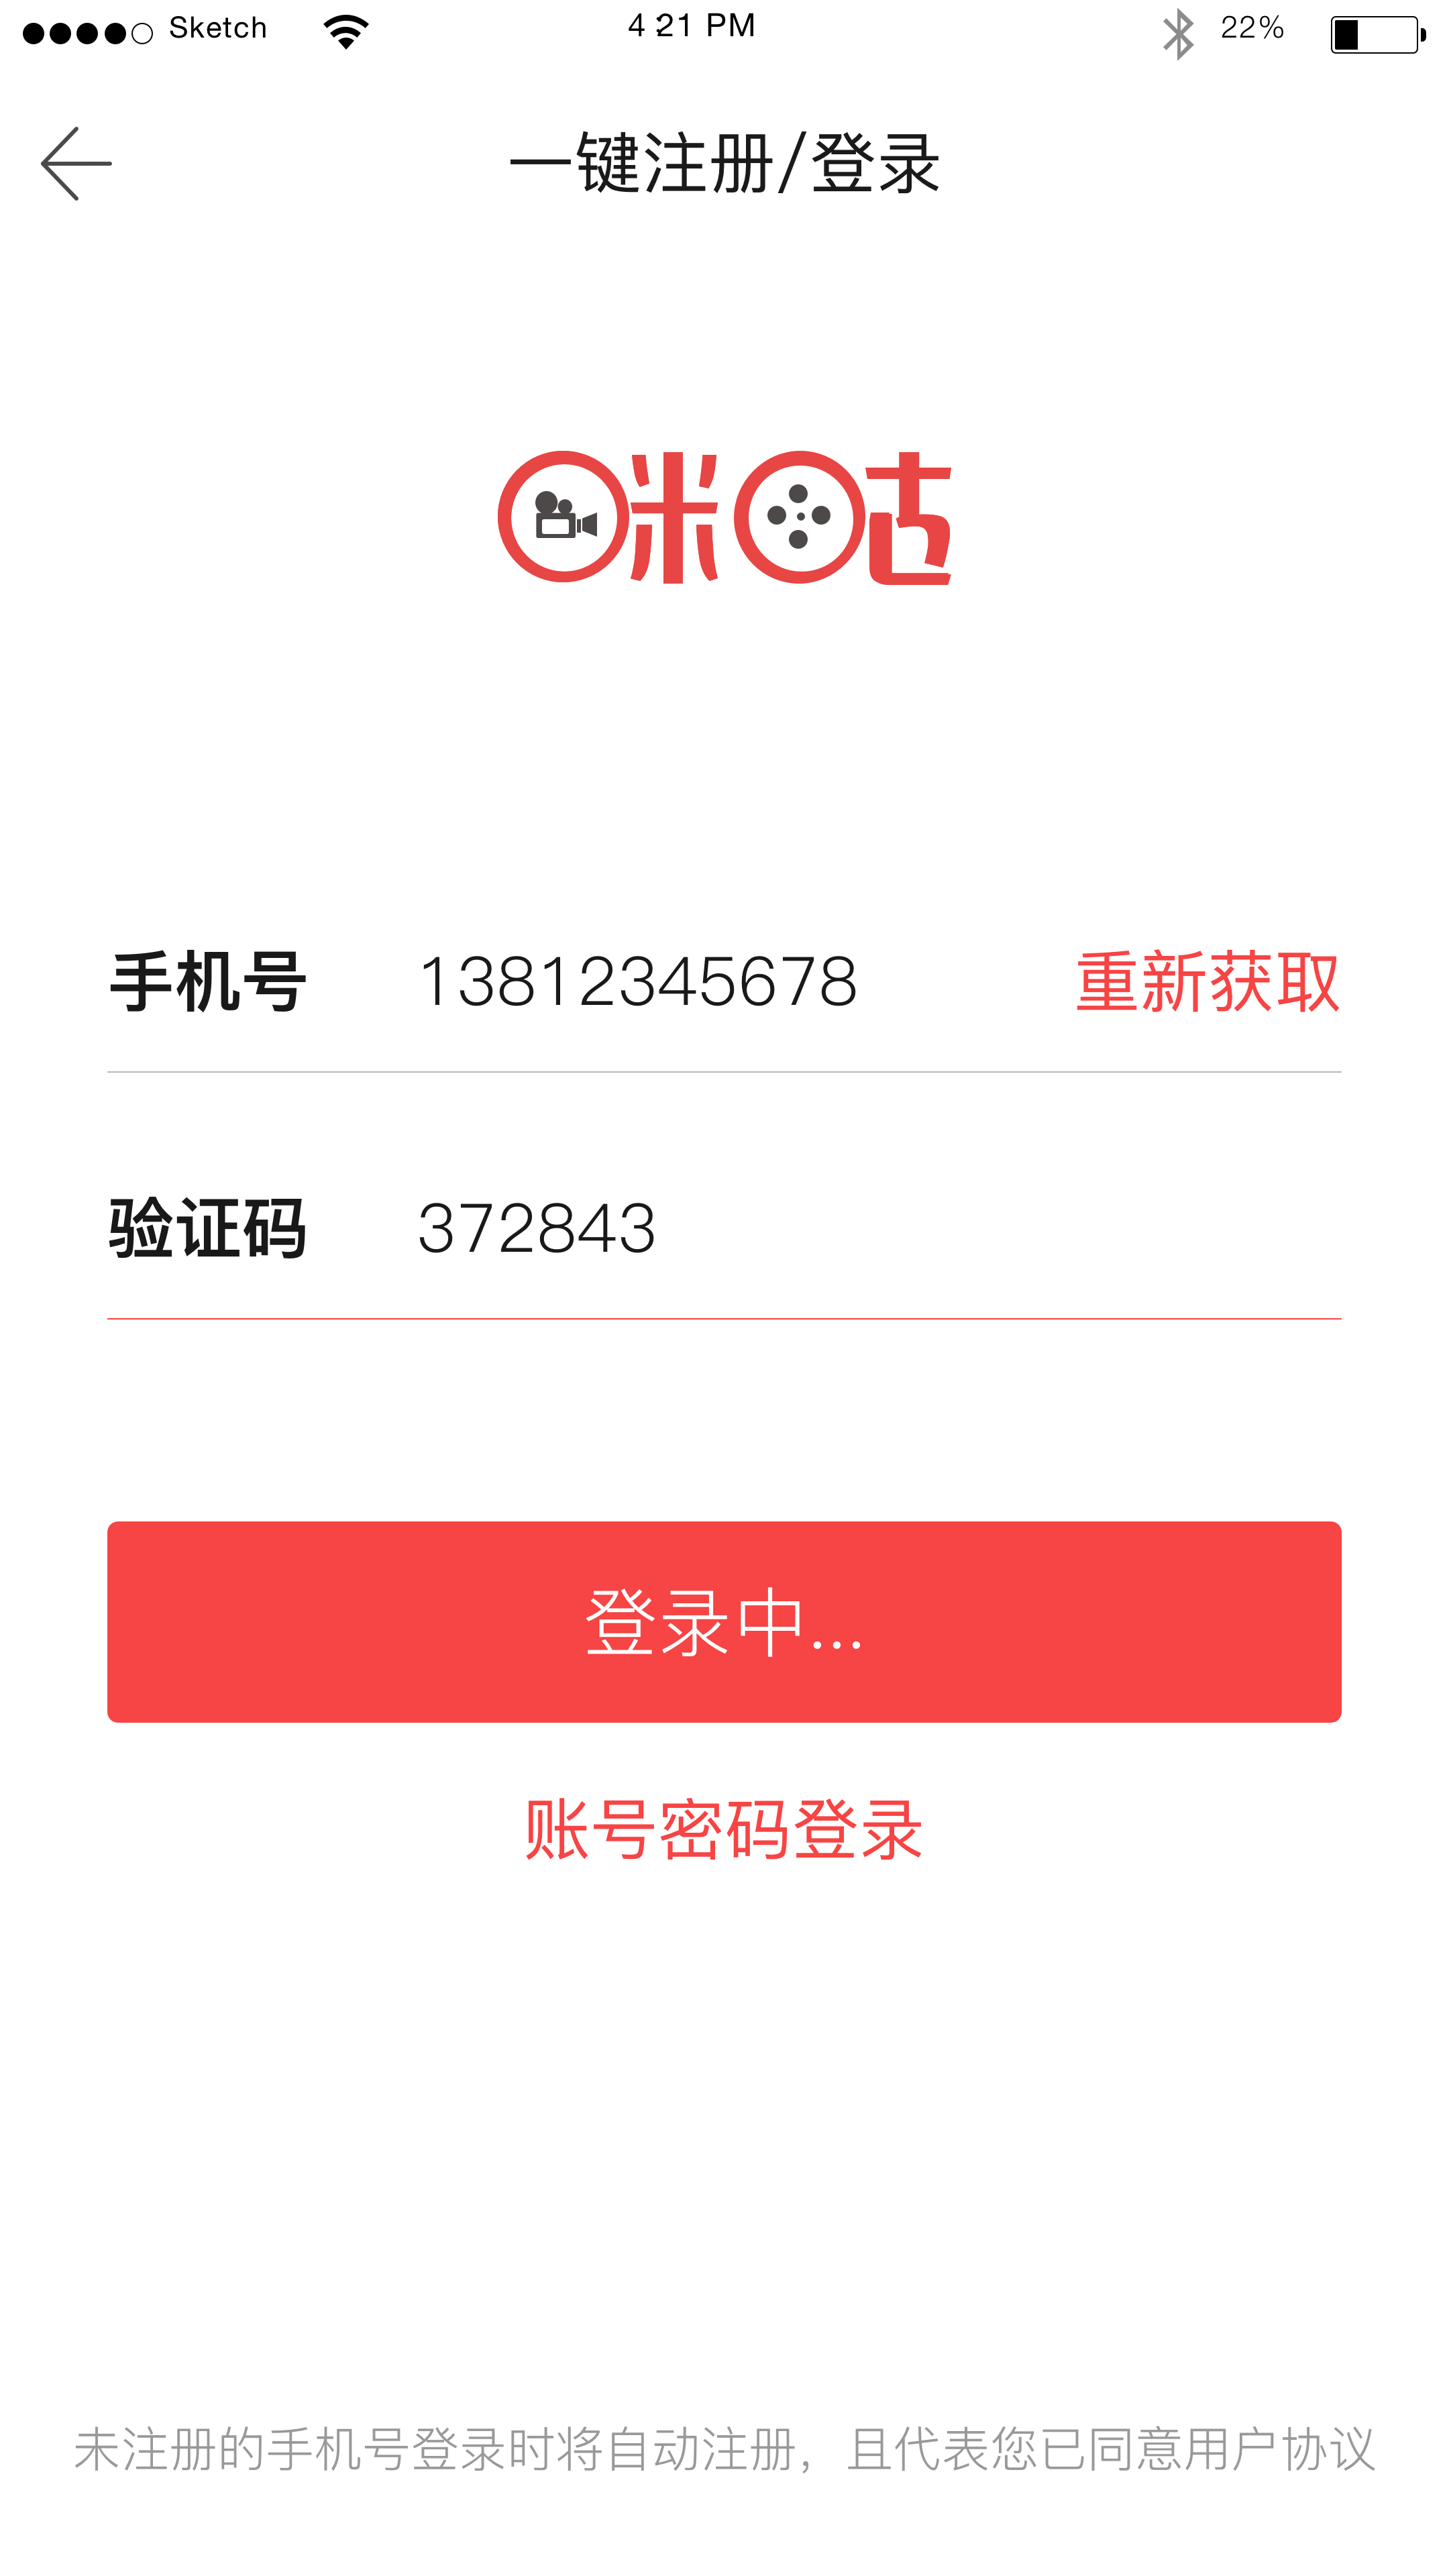 Sketch 4:21 PM 22%
一键注册/登录
咪咕
手机号 13812345678 重新获取
验证码 372843
登录中...
账号密码登录
未注册的手机号登录时将自动注册，且代表您已同意用户协议